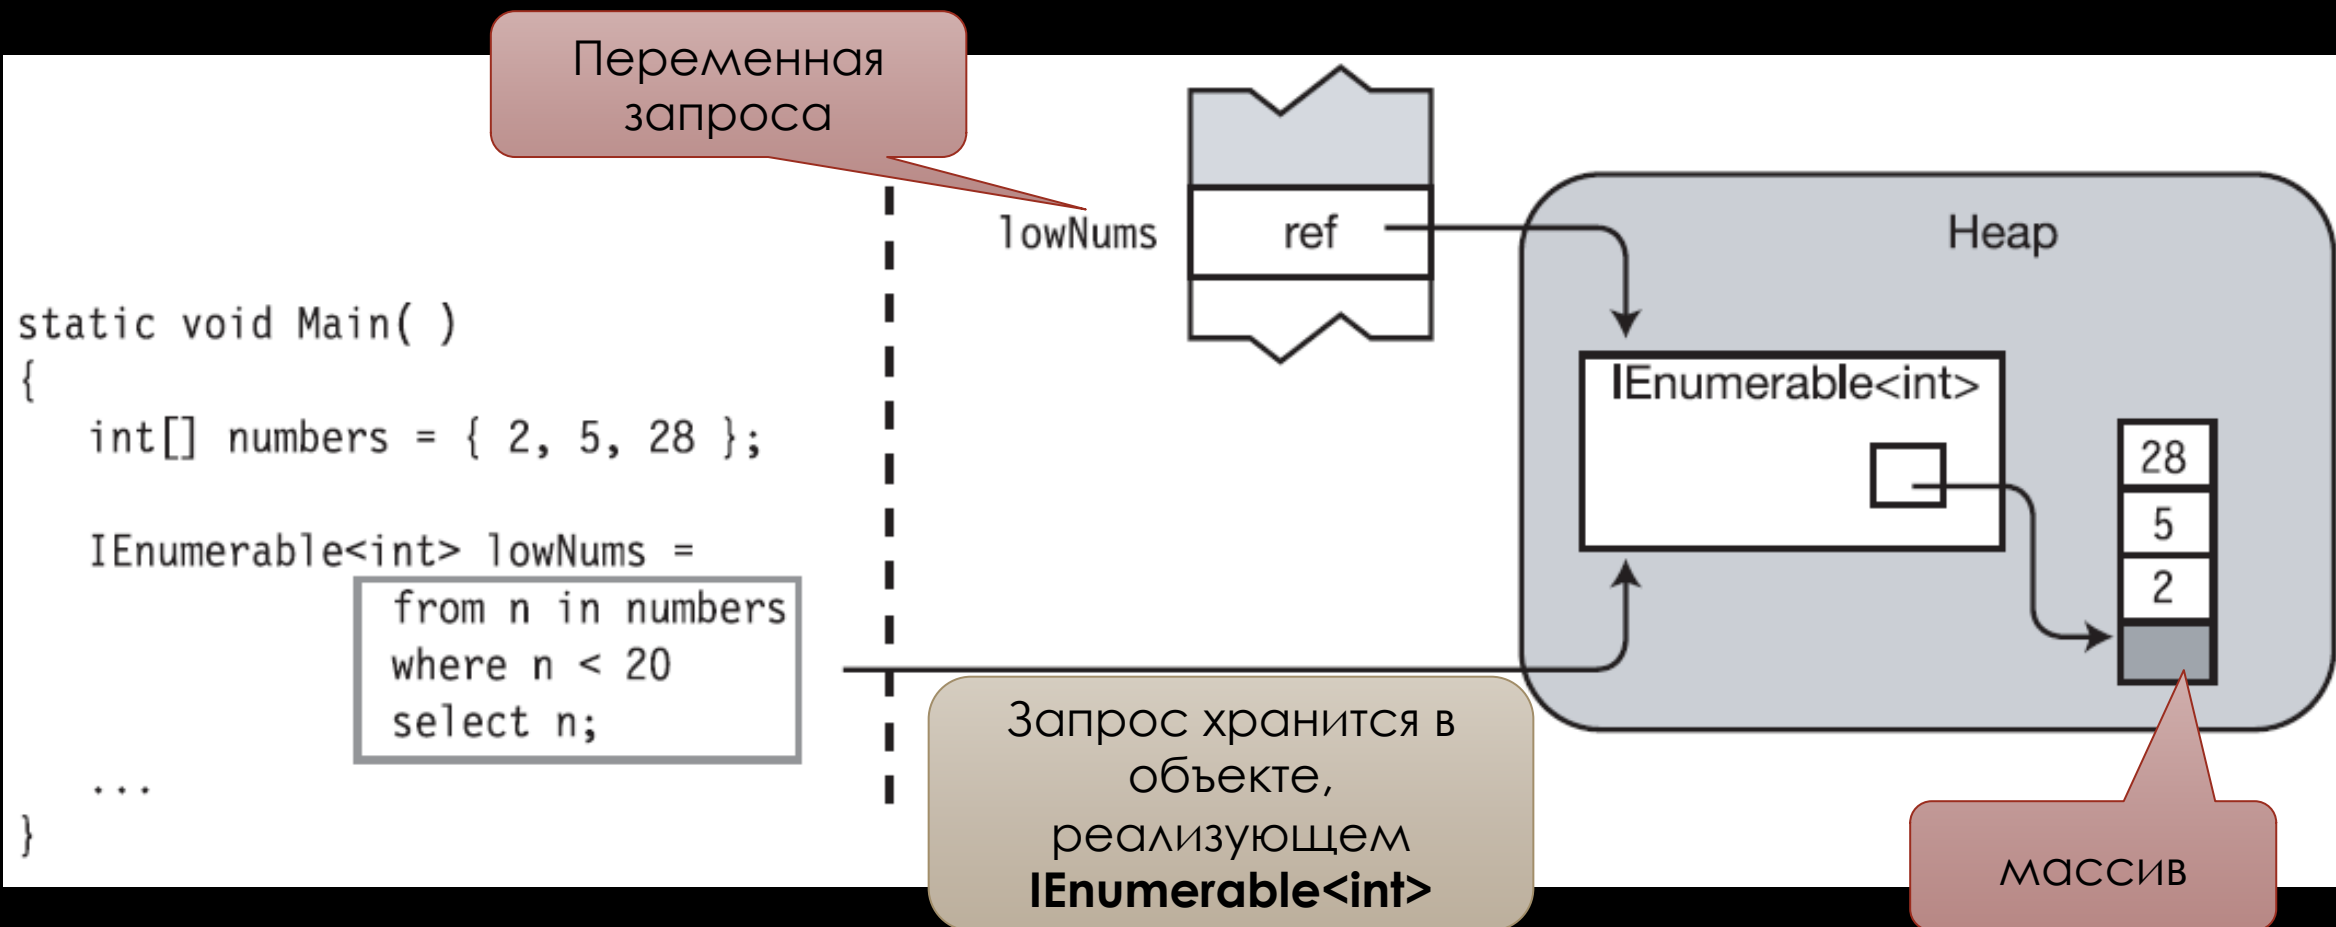 Переменная
запроса
static void Main( )
{
int[] numbers = { 2, 5, 28 };
IEnumerable<int> lowNums =
from n in numbers
where n < 20
select n;
...
}
lowNums
ref
Heap
IEnumerable<int>
28
5
2
Запрос хранится в
объекте,
реализующем
IEnumerable<int>
массив